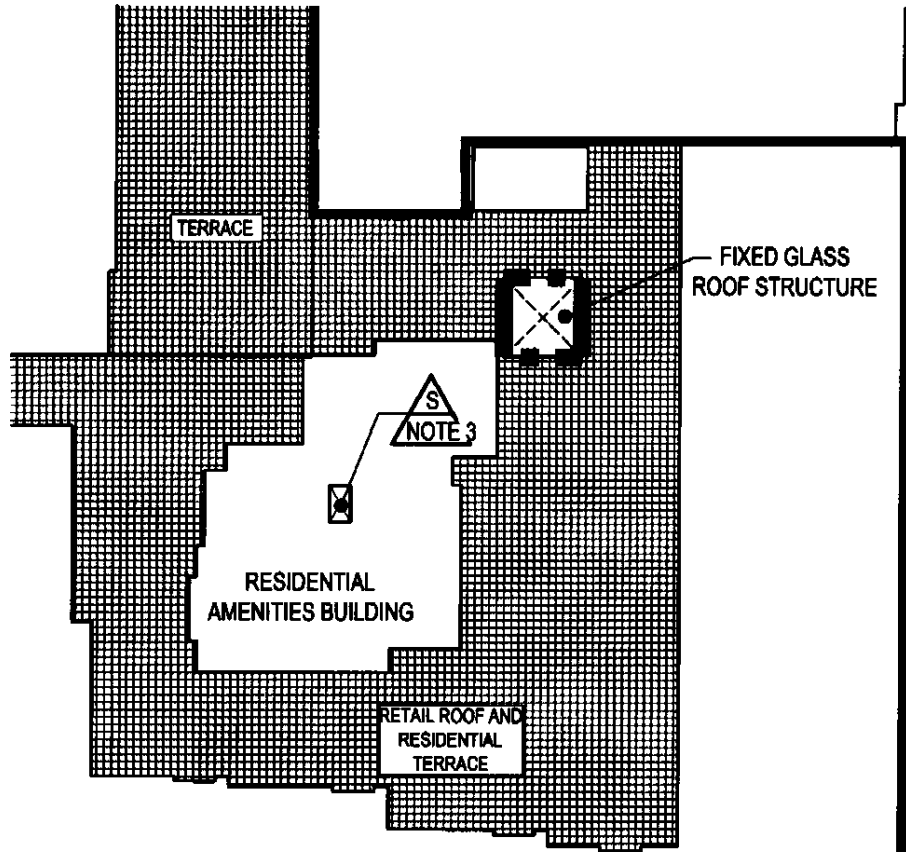 TERRACE
FIXED GLASS
ROOF STRUCTURE
S
NOTE 3
RESIDENTIAL
AMENITIES BUILDING
RETAIL ROOF AND
RESIDENTIAL
TERRACE